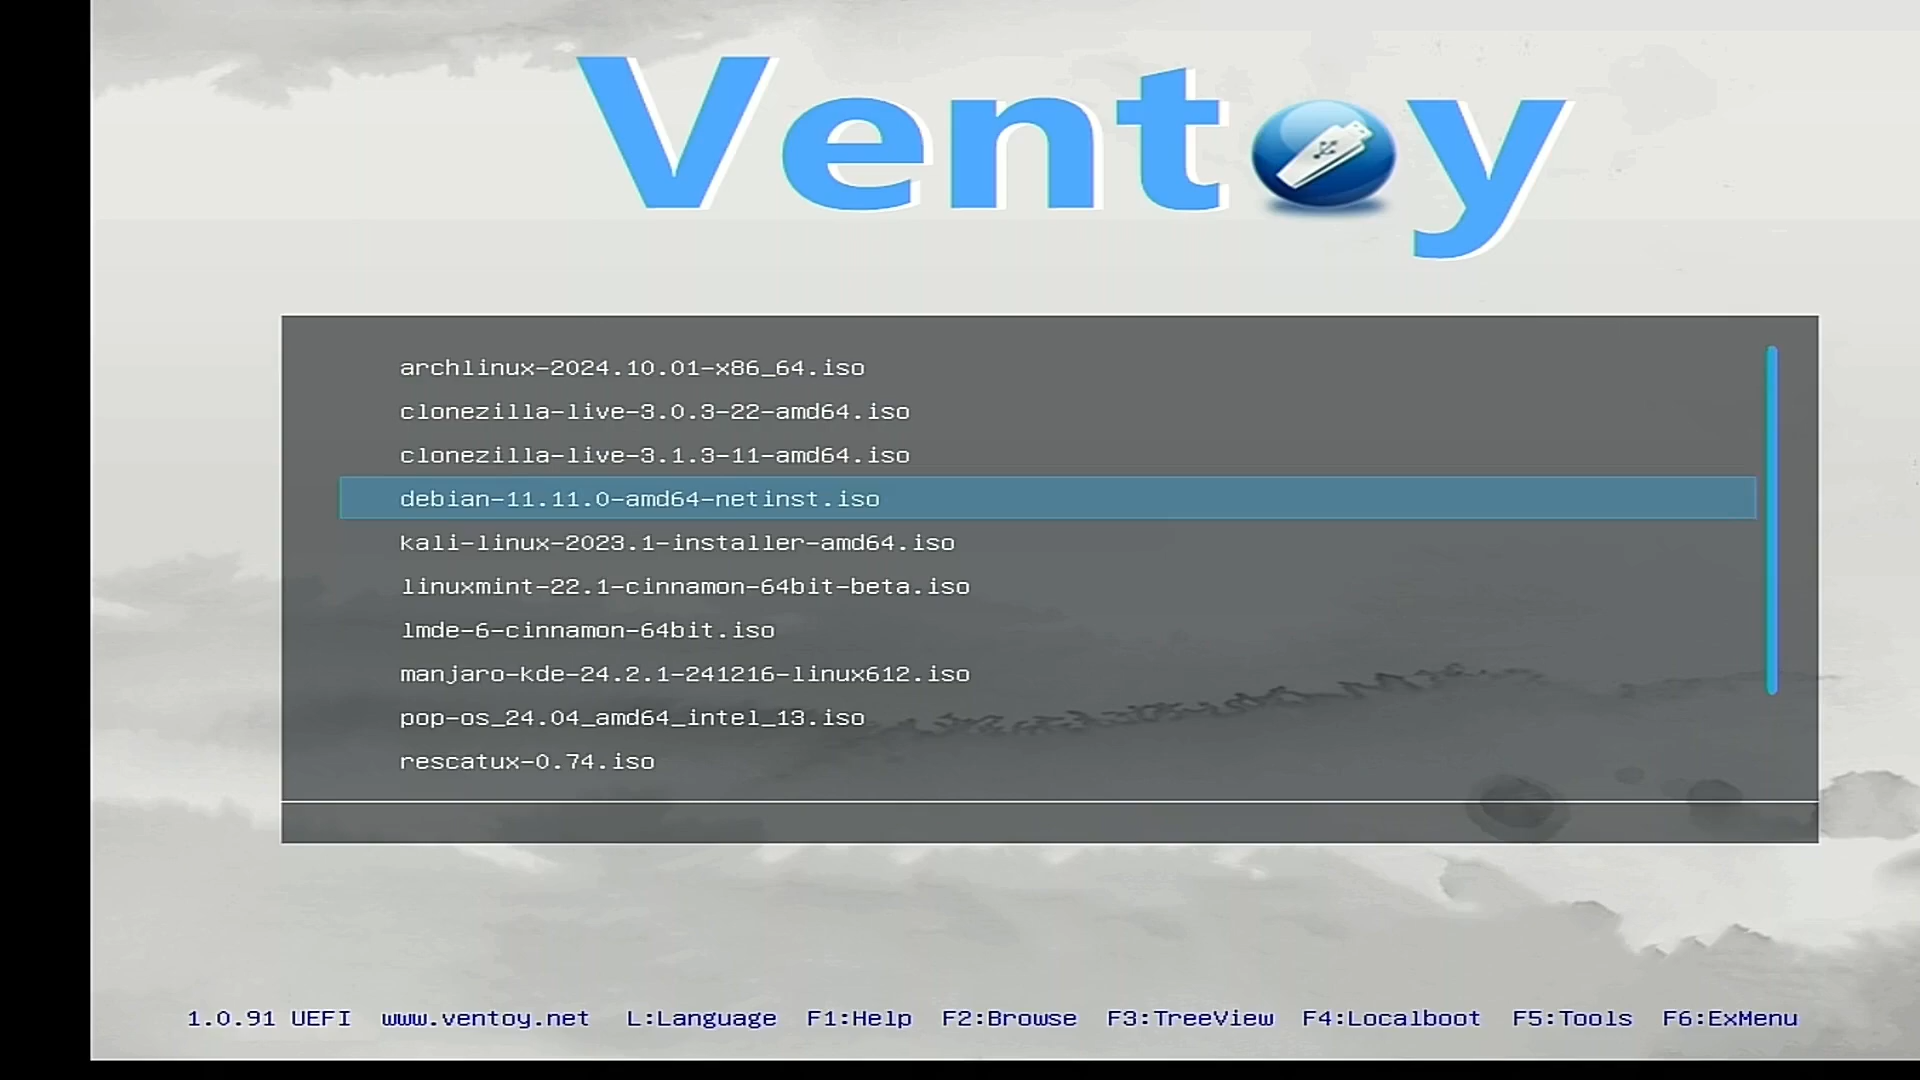 Ventoy
archlinux-2024.10.01-x86_64.iso
clonezilla-live-3.0.3-22-amd64.iso
clonezilla-live-3.1.3-11-amd64.iso
debian-11.11.0-amd64-netinst.iso
kali-linux-2023.1-installer-amd64.iso
linuxmint-22.1-cinnamon-64bit-beta.iso
lmde-6-cinnamon-64bit.iso
manjaro-kde-24.2.1-241216-linux612.iso
pop-os_24.04_amd64_intel_13.iso
rescatux-0.74.iso
1.0.91 UEFI www.ventoy.net L:Language F1:Help F2:Browse F3:TreeView F4:Localboot F5:Tools F6:ExMenu